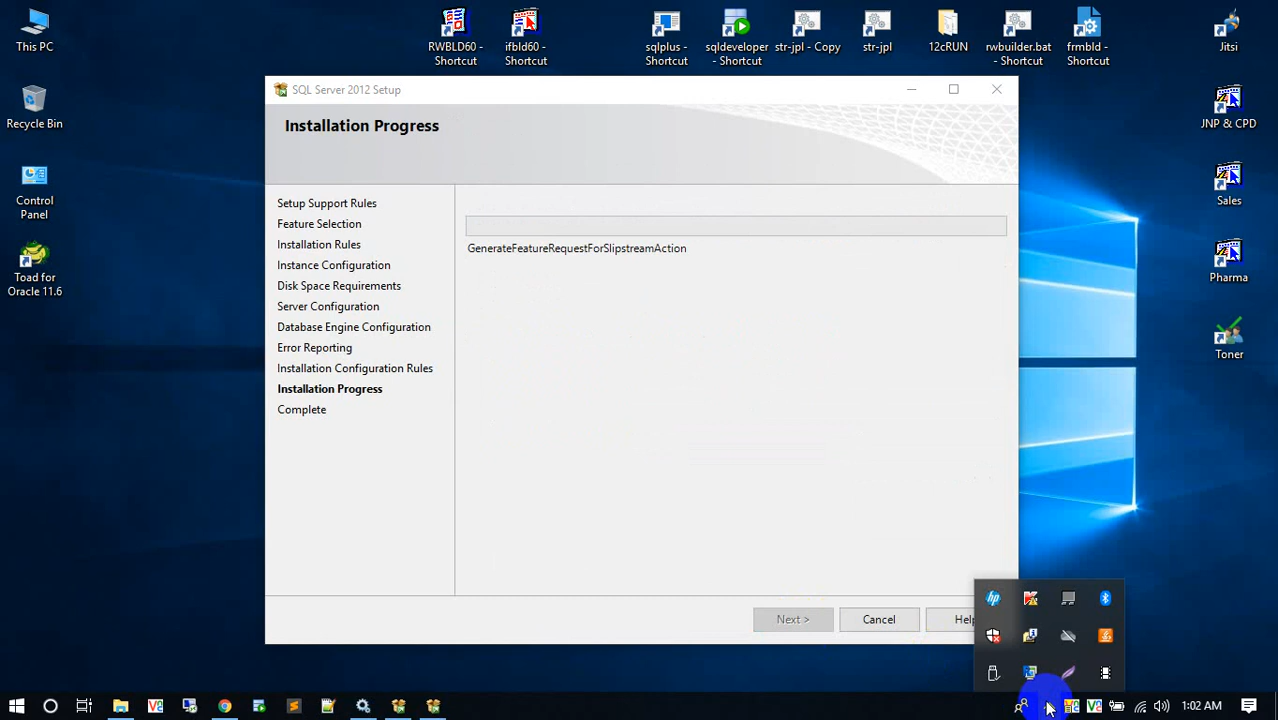 This PC
Recycle Bin
Control
Panel
Toad for
Oracle 11.6
RWBLD60 -
Shortcut
ifbld60 -
Shortcut
sqlplus -
Shortcut
sqldeveloper
- Shortcut
str-jpl - Copy
str-jpl
12cRUN
rwbuilder.bat
- Shortcut
frmbld -
Shortcut
Jitsi
JNP & CPD
Sales
Pharma
Toner
SQL Server 2012 Setup
Installation Progress
Setup Support Rules
Feature Selection
Installation Rules
Instance Configuration
Disk Space Requirements
Server Configuration
Database Engine Configuration
Error Reporting
Installation Configuration Rules
Installation Progress
Complete
GenerateFeatureRequestForSlipstreamAction
Next >
Cancel
Help
hp
1:02 AM